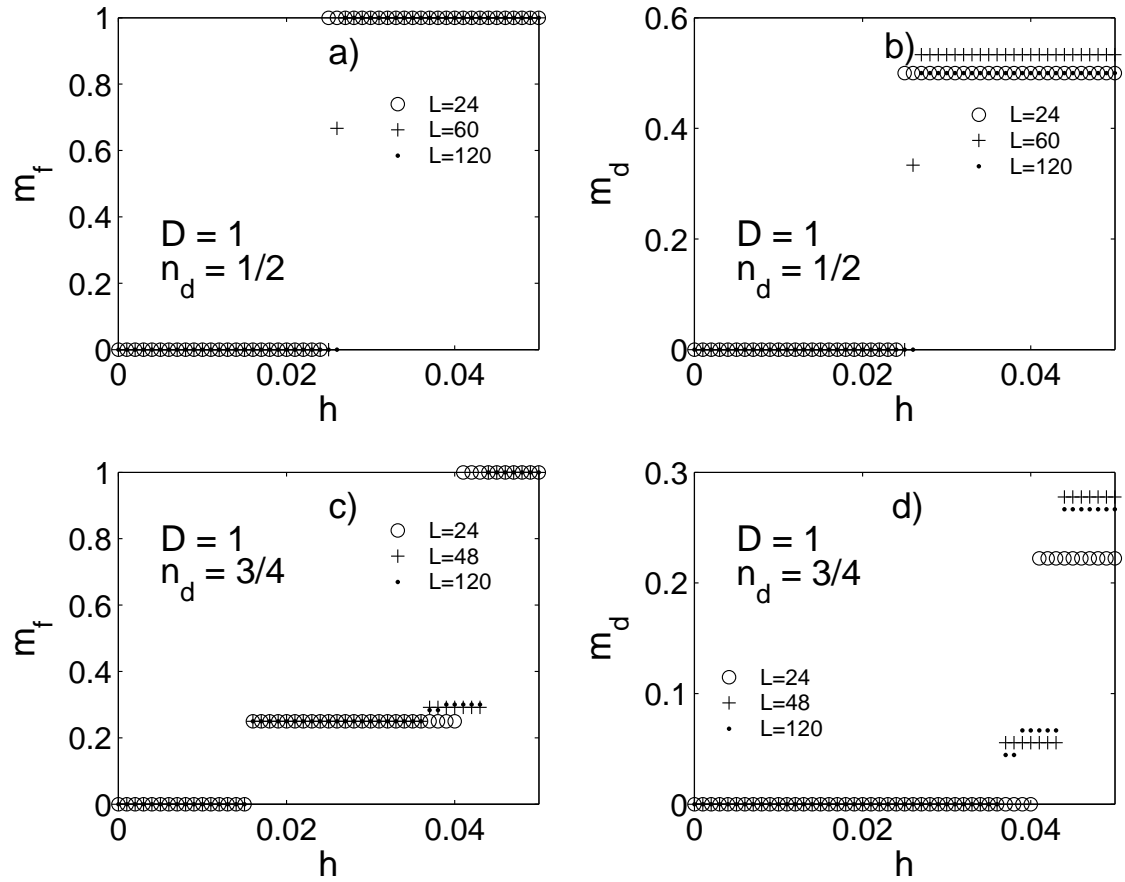 a)
m_f
1
0.8
0.6
0.4
0.2
0
L=24
L=60
L=120
D = 1
n_d = 1/2
0
0.02
0.04
h
b)
m_d
0.6
0.4
0.2
0
L=24
L=60
L=120
D = 1
n_d = 1/2
0
0.02
0.04
h
c)
m_f
1
0.8
0.6
0.4
0.2
0
D = 1
n_d = 3/4
L=24
L=48
L=120
0
0.02
0.04
h
d)
m_d
0.3
0.2
0.1
0
D = 1
n_d = 3/4
L=24
L=48
L=120
0
0.02
0.04
h